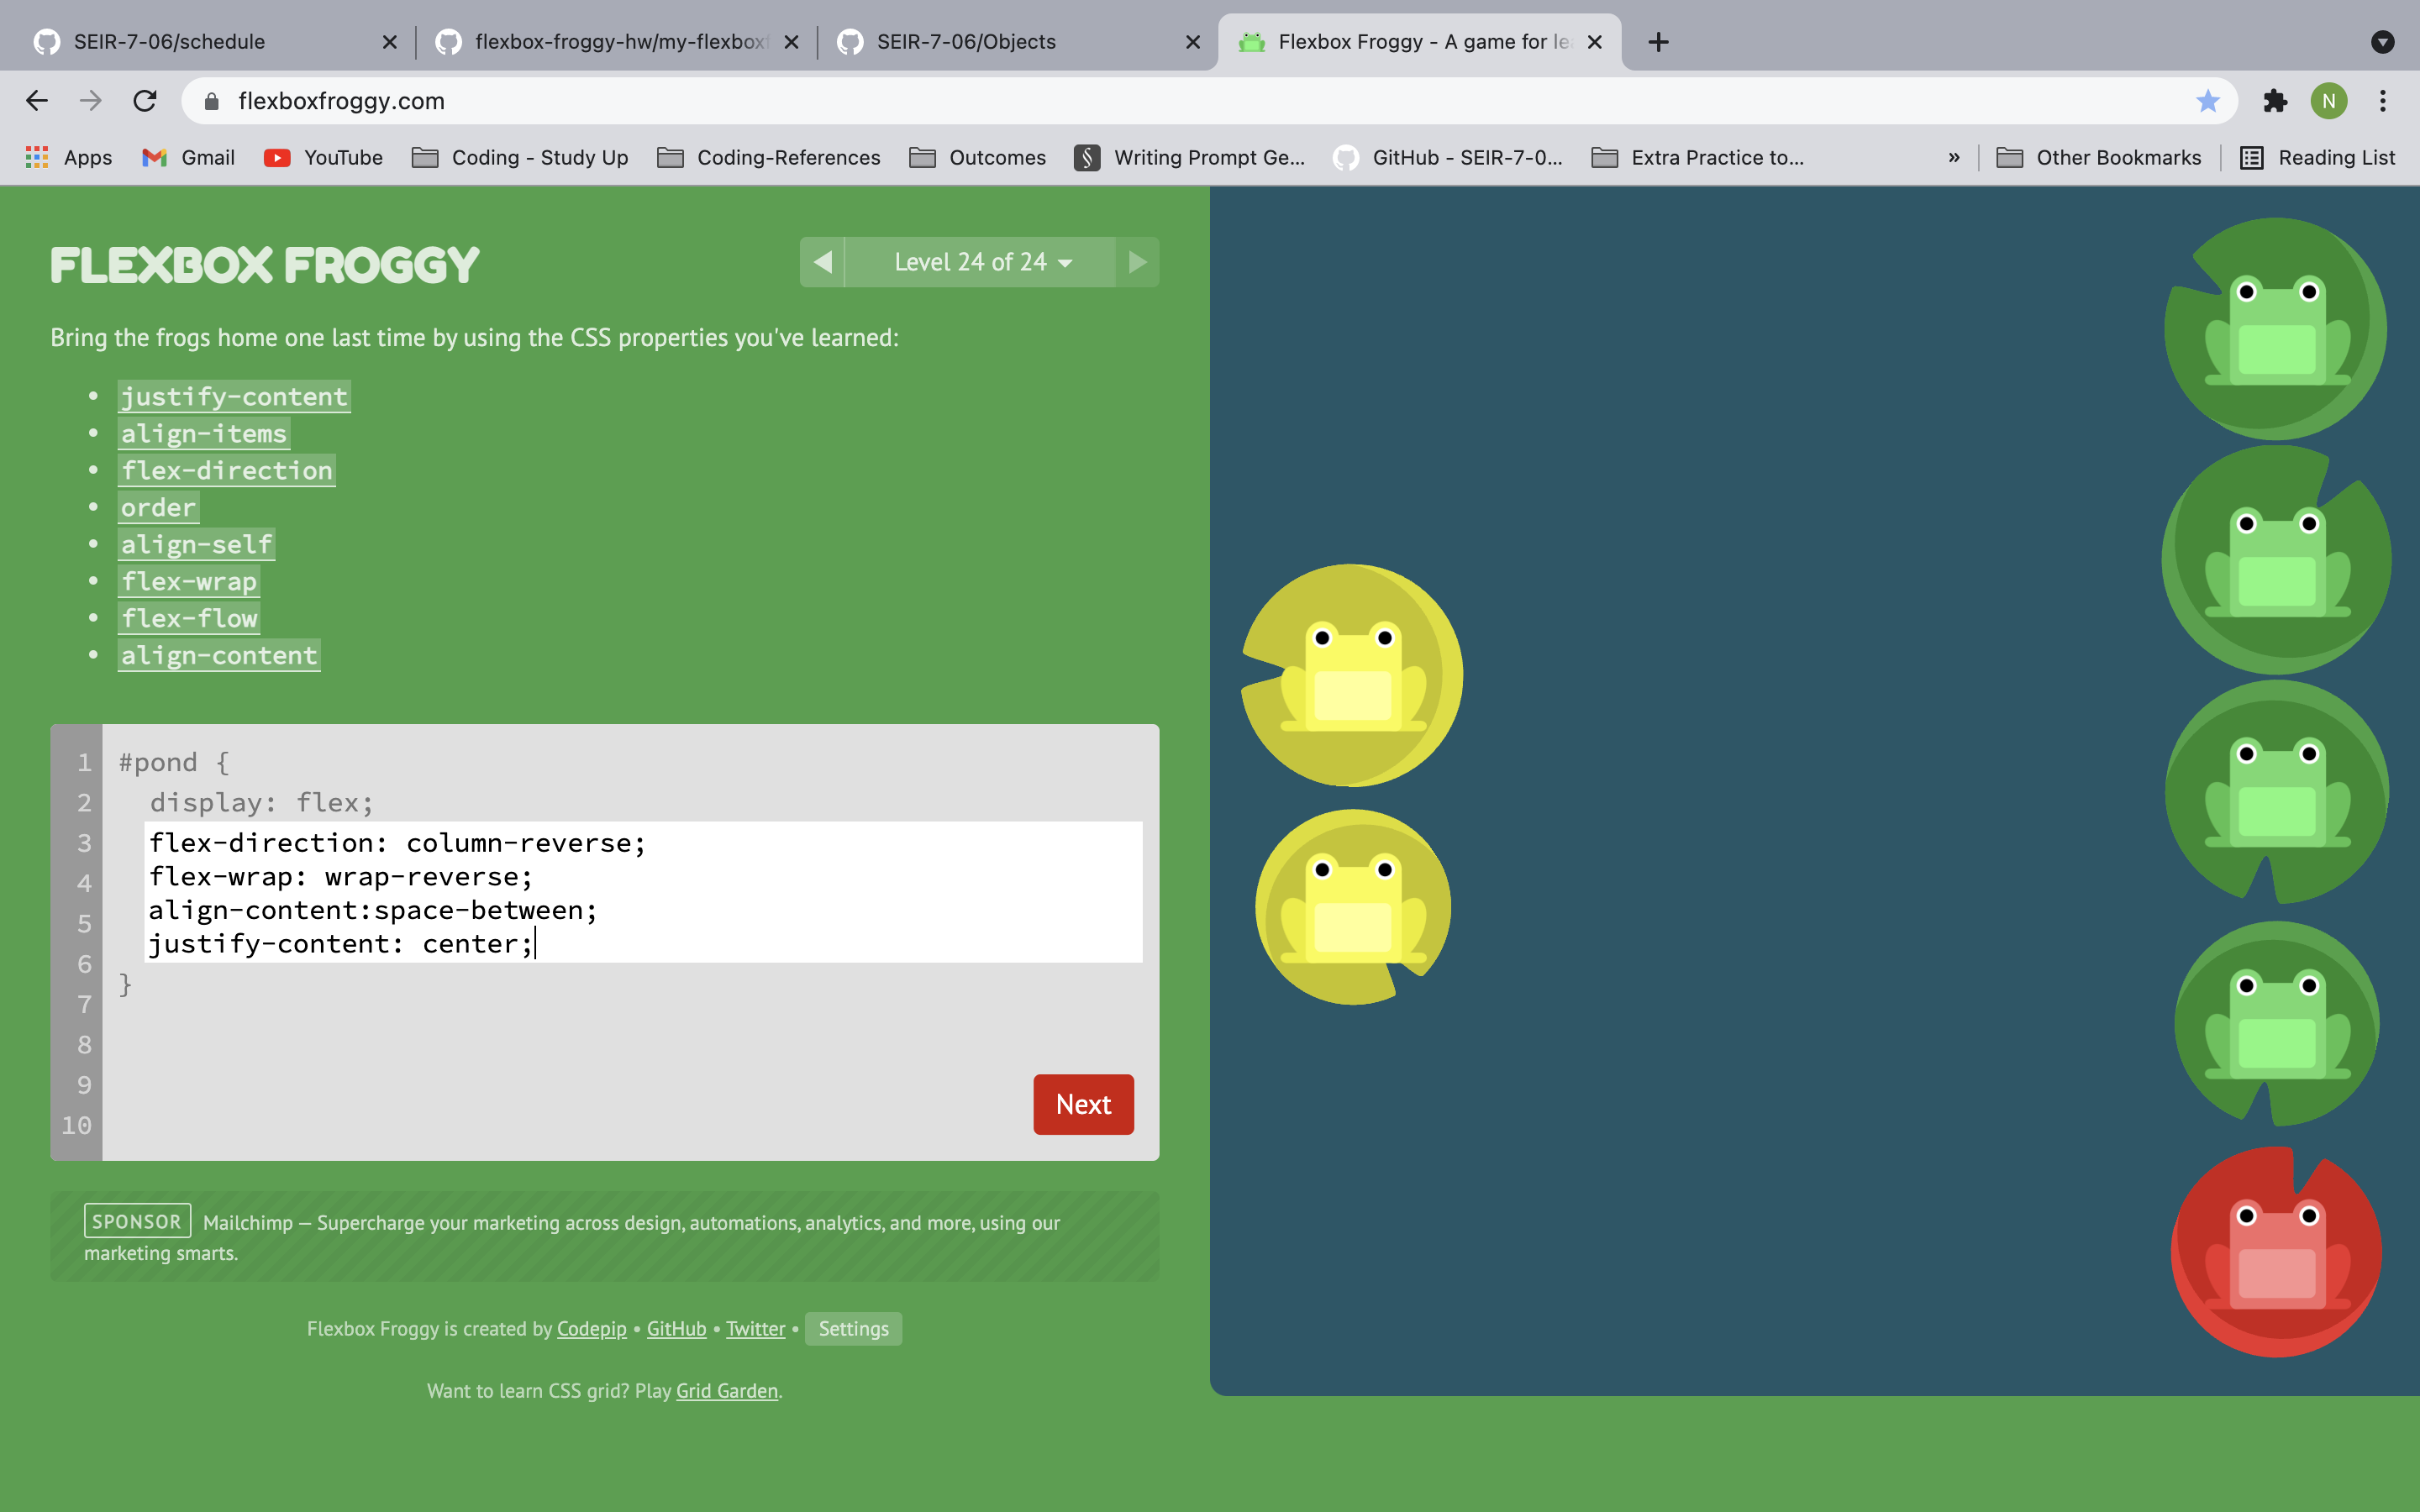 SEIR-7-06/schedule
flexbox-froggy-hw/my-flexbox
SEIR-7-06/Objects
Flexbox Froggy - A game for le
flexboxfroggy.com
N
Apps
Gmail
YouTube
Coding - Study Up
Coding-References
Outcomes
§
Writing Prompt Ge...
GitHub - SEIR-7-0...
Extra Practice to...
»
Other Bookmarks
Reading List
FLEXBOX FROGGY
Level 24 of 24
Bring the frogs home one last time by using the CSS properties you've learned:
• justify-content
• align-items
• flex-direction
• order
• align-self
• flex-wrap
• flex-flow
• align-content
1
2
3
4
5
6
7
8
9
10
#pond {
display: flex;
flex-direction: column-reverse;
flex-wrap: wrap-reverse;
align-content:space-between;
justify-content: center;
}
Next
SPONSOR Mailchimp — Supercharge your marketing across design, automations, analytics, and more, using our
marketing smarts.
Flexbox Froggy is created by Codepip • GitHub • Twitter • Settings
Want to learn CSS grid? Play Grid Garden.